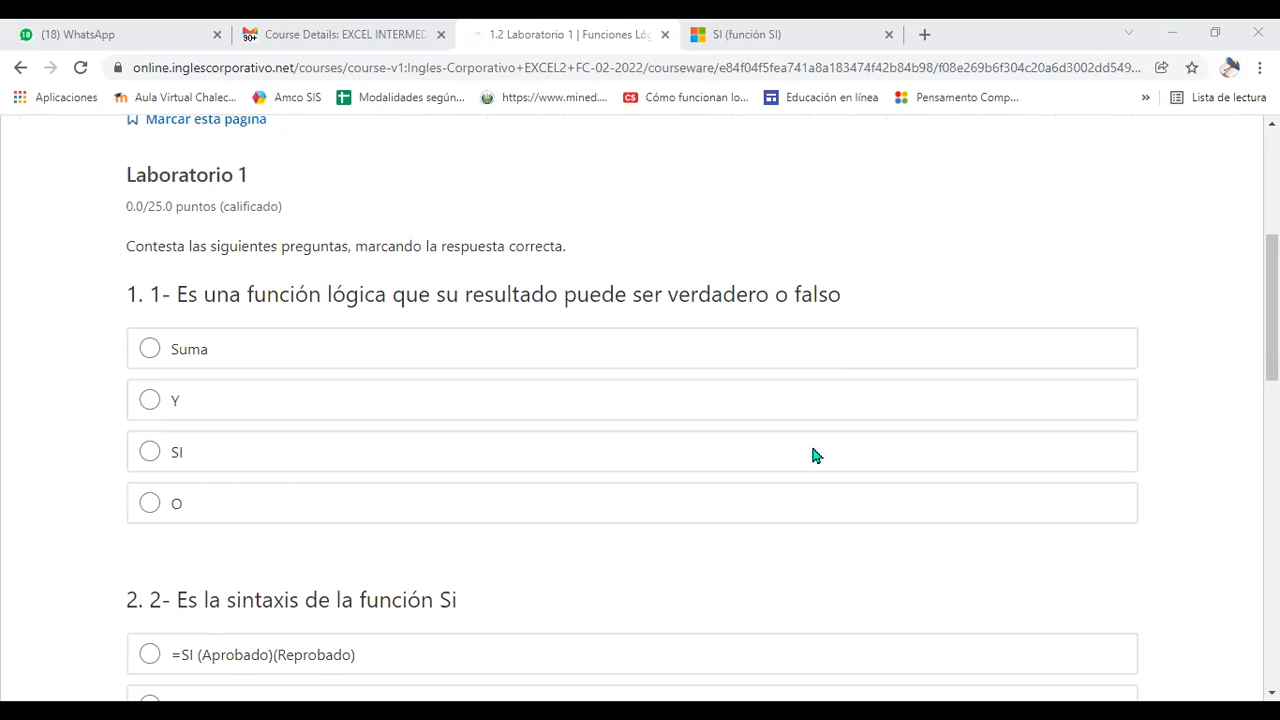 (18) WhatsApp
Course Details: EXCEL INTERMED
1.2 Laboratorio 1 | Funciones Lóg
SI (función SI)
online.inglescorporativo.net/courses/course-v1:Ingles-Corporativo+EXCEL2+FC-02-2022/courseware/e84f04f5fea741a8a183474f42b84b98/f08e269b6f304c20a6d3002dd549...
Aplicaciones
Aula Virtual Chalec...
Amco SIS
Modalidades según...
https://www.mined....
Cómo funcionan lo...
Educación en línea
Pensamento Comp...
»
Lista de lectura
Marcar esta página
Laboratorio 1
0.0/25.0 puntos (calificado)
Contesta las siguientes preguntas, marcando la respuesta correcta.
1. 1- Es una función lógica que su resultado puede ser verdadero o falso
Suma
Y
SI
O
2. 2- Es la sintaxis de la función Si
=SI (Aprobado)(Reprobado)